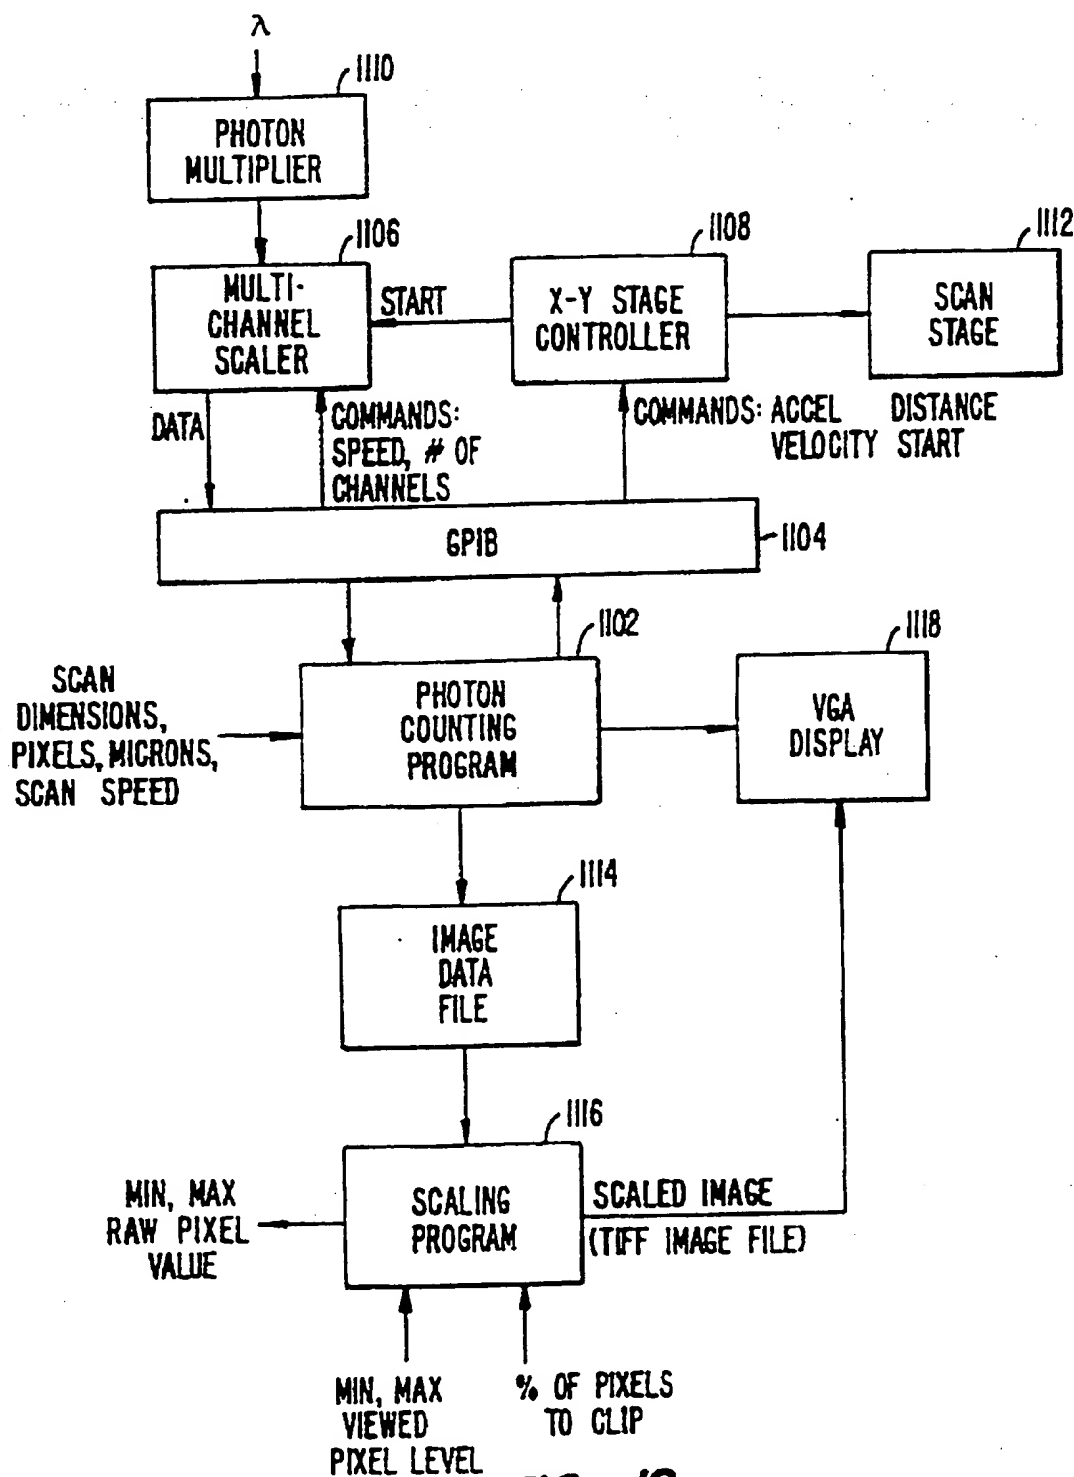 λ
1110
PHOTON
MULTIPLIER
1106
MULTI-
CHANNEL
SCALER
START
1108
X-Y STAGE
CONTROLLER
1112
SCAN
STAGE
DATA
COMMANDS:
SPEED, # OF
CHANNELS
COMMANDS: ACCEL DISTANCE
VELOCITY START
GPIB
1104
1102
PHOTON
COUNTING
PROGRAM
SCAN
DIMENSIONS,
PIXELS, MICRONS,
SCAN SPEED
1118
VGA
DISPLAY
1114
IMAGE
DATA
FILE
1116
SCALING
PROGRAM
MIN, MAX
RAW PIXEL
VALUE
SCALED IMAGE
(TIFF IMAGE FILE)
MIN, MAX
VIEWED
PIXEL LEVEL
% OF PIXELS
TO CLIP